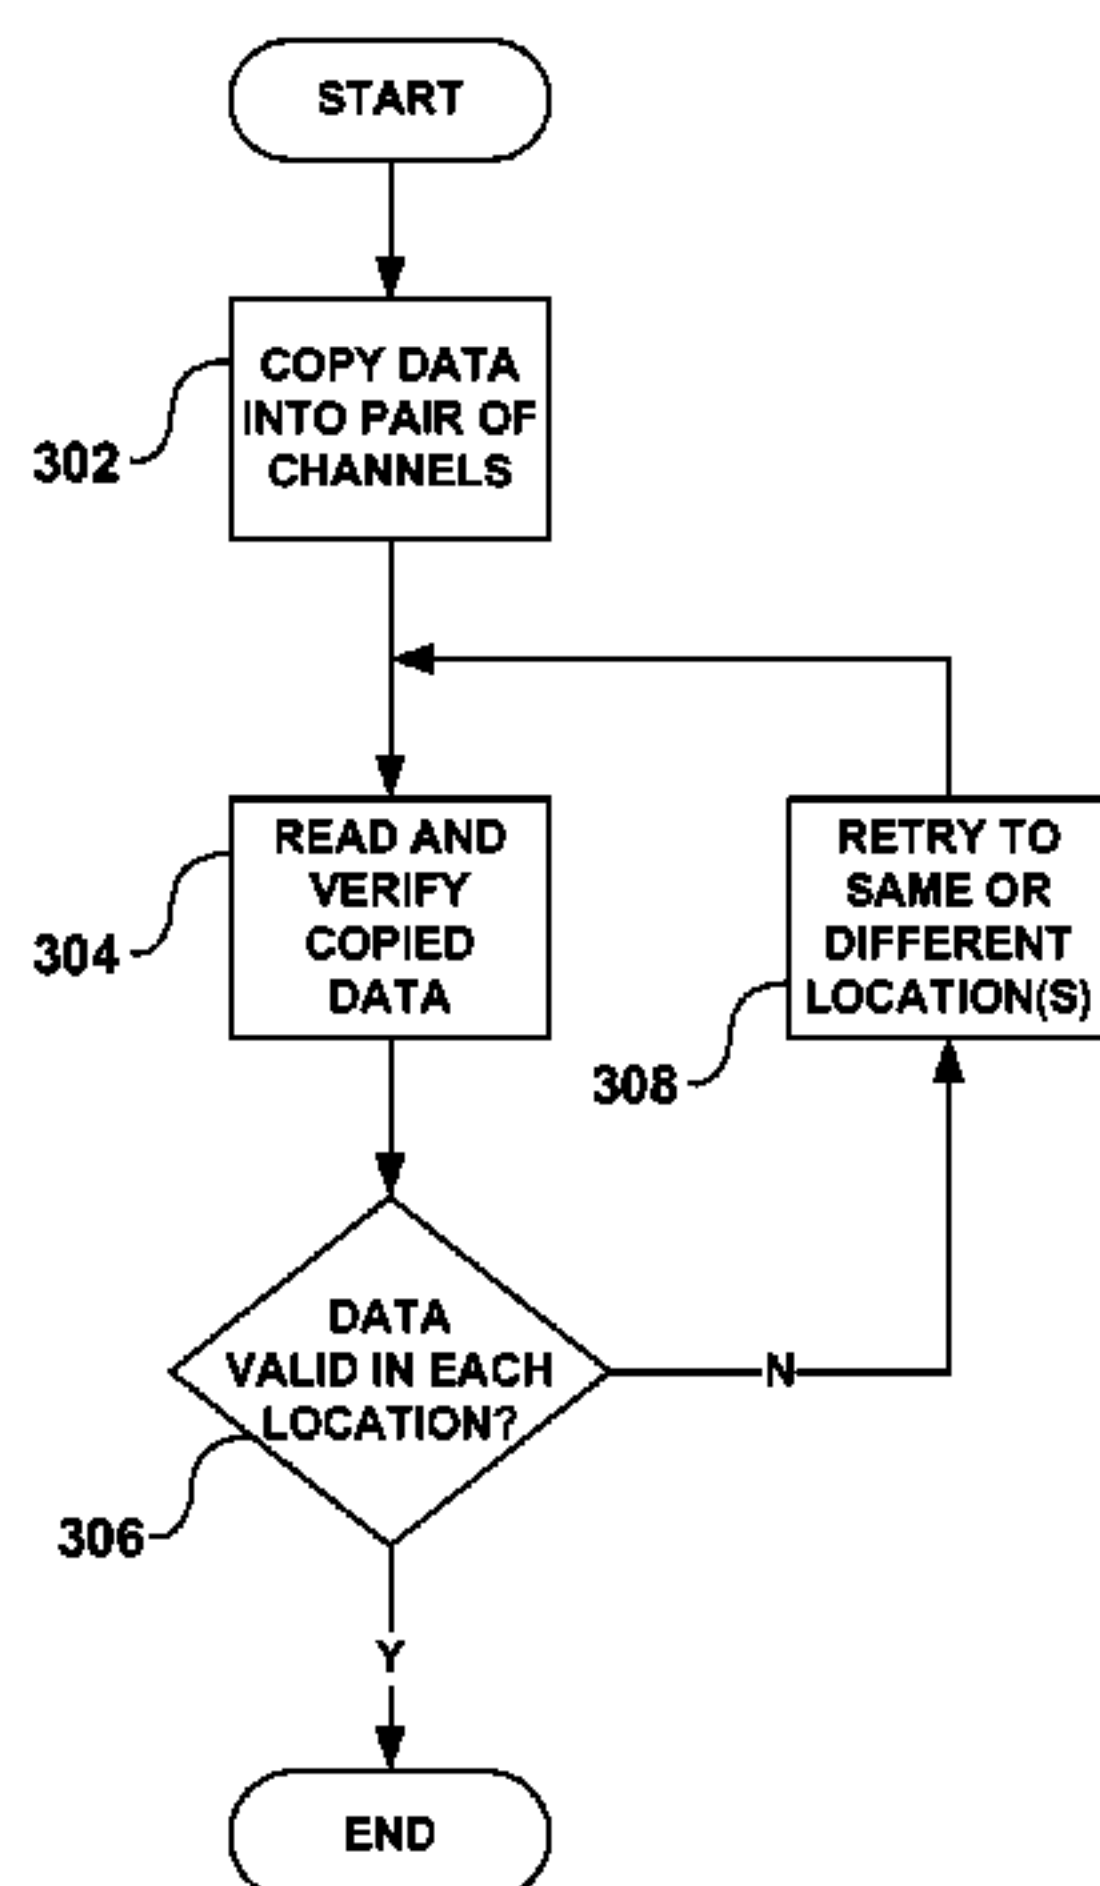 START
COPY DATA
INTO PAIR OF
CHANNELS
302
READ AND
VERIFY
COPIED
DATA
304
RETRY TO
SAME OR
DIFFERENT
LOCATION(S)
308
DATA
VALID IN EACH
LOCATION?
N
306
Y
END